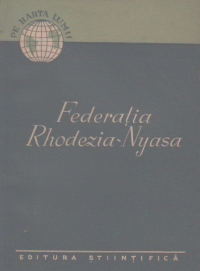 PE HARTA LUMII
Federația
Rhodezia-Nyasa
EDITURA ȘTIINȚIFICĂ